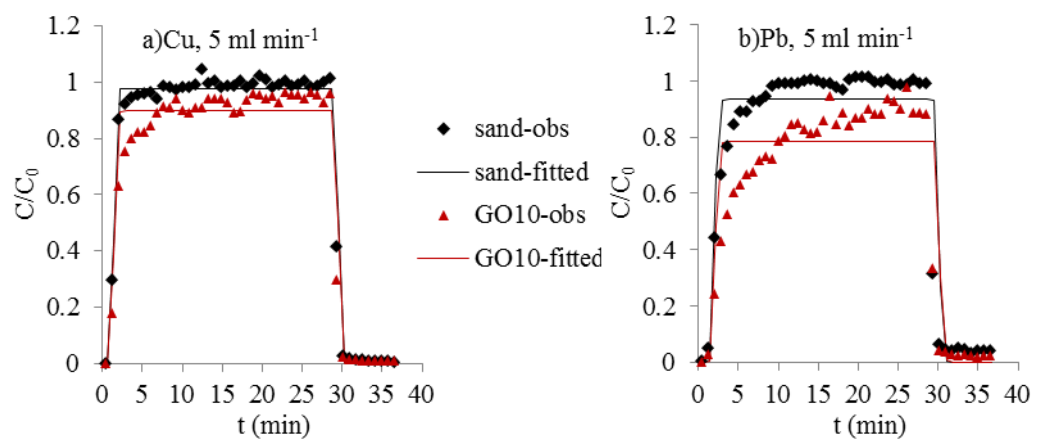 a)Cu, 5 ml min⁻¹
1.2
1
0.8
0.6
0.4
0.2
0
C/C₀
0 5 10 15 20 25 30 35 40
t (min)
sand-obs
sand-fitted
GO10-obs
GO10-fitted
b)Pb, 5 ml min⁻¹
1.2
1
0.8
0.6
0.4
0.2
0
C/C₀
0 5 10 15 20 25 30 35 40
t (min)